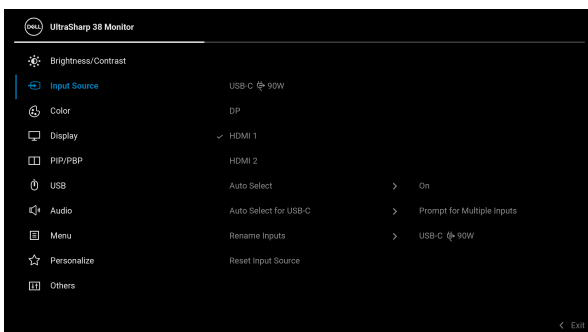 DELL UltraSharp 38 Monitor
Brightness/Contrast
Input Source USB-C 90W
Color DP
Display ✓ HDMI 1
PIP/PBP HDMI 2
USB Auto Select > On
Audio Auto Select for USB-C > Prompt for Multiple Inputs
Menu Rename Inputs > USB-C 90W
Personalize Reset Input Source
Others
< Exit